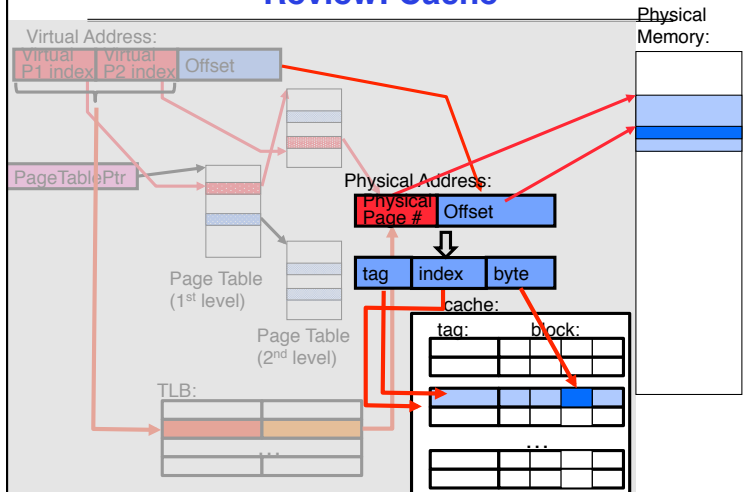 Review: Cache
Physical
Memory:
Virtual Address:
Virtual
P1 index
Virtual
P2 index
Offset
PageTablePtr
Physical Address:
Physical
Page #
Offset
tag
index
byte
Page Table
(1st level)
Page Table
(2nd level)
cache:
tag:
block:
TLB:
...
...